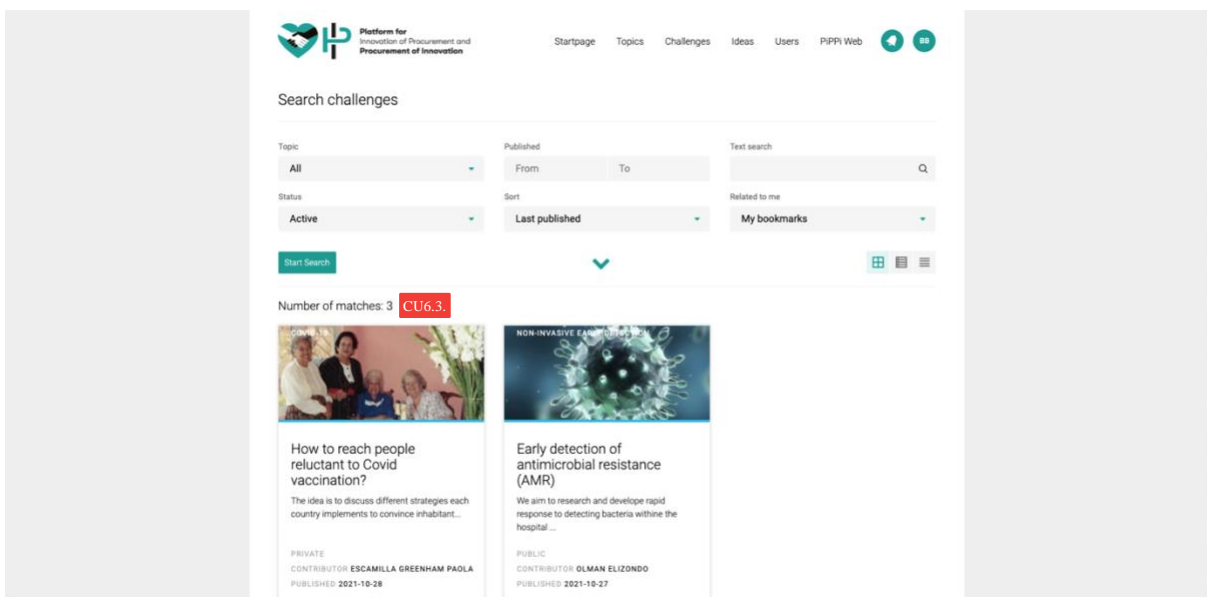 Platform for
Innovation of Procurement and
Procurement of Innovation
Startpage Topics Challenges Ideas Users PiPPi Web BB
Search challenges
Topic Published Text search
All From To
Status Sort Related to me
Active Last published My bookmarks
Start Search
Number of matches: 3 CU6.3.
COVID-19
NON-INVASIVE EARLY DETECTION
How to reach people
reluctant to Covid
vaccination?
The idea is to discuss different strategies each
country implements to convince inhabitant...
PRIVATE
CONTRIBUTOR ESCAMILLA GREENHAM PAOLA
PUBLISHED 2021-10-28
Early detection of
antimicrobial resistance
(AMR)
We aim to research and develope rapid
response to detecting bacteria withine the
hospital ...
PUBLIC
CONTRIBUTOR OLMAN ELIZONDO
PUBLISHED 2021-10-27